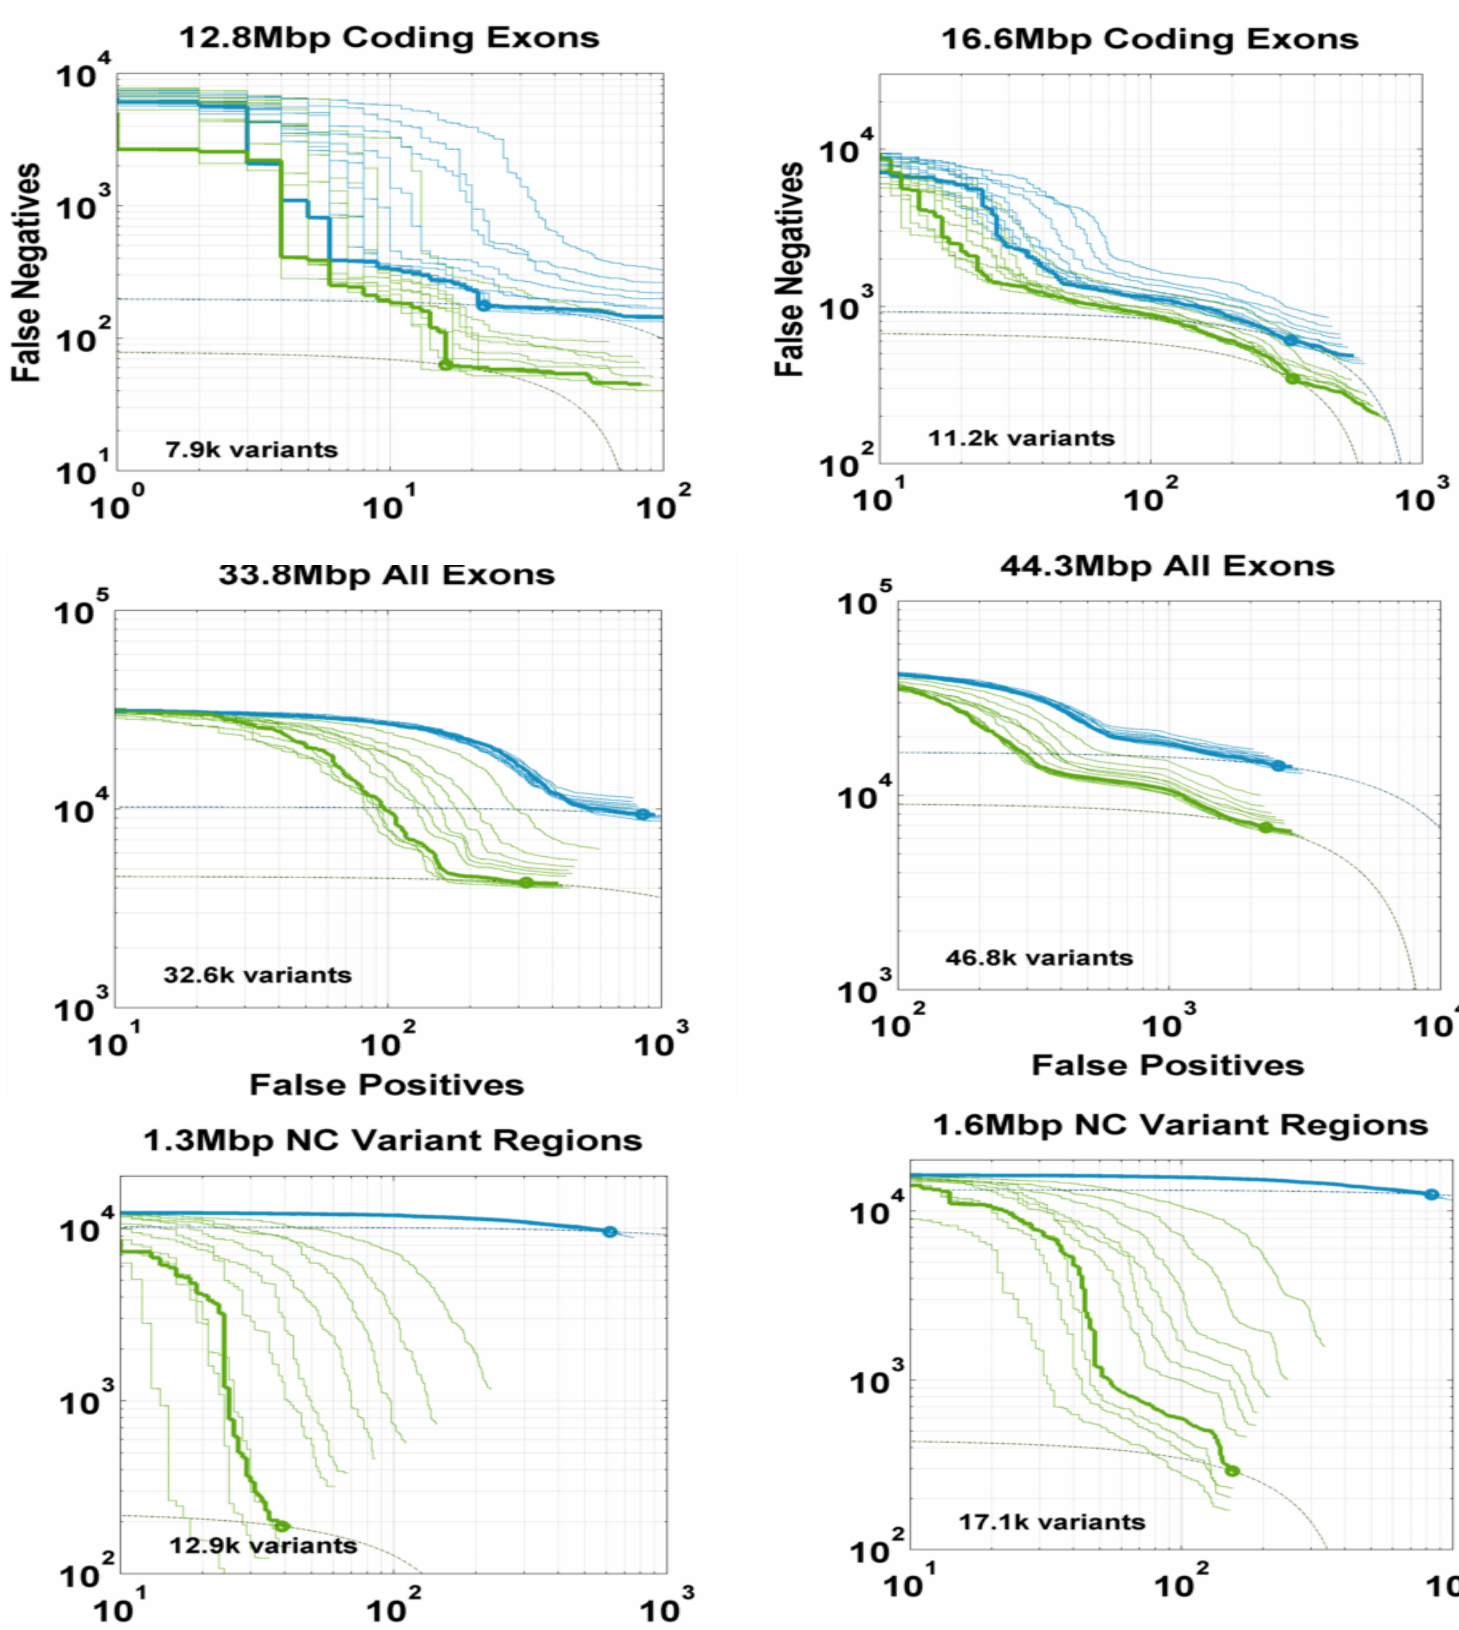 12.8Mbp Coding Exons
10^4
10^3
10^2
10^1
False Negatives
7.9k variants
10^0 10^1 10^2
16.6Mbp Coding Exons
10^4
10^3
10^2
False Negatives
11.2k variants
10^1 10^2 10^3
33.8Mbp All Exons
10^5
10^4
10^3
32.6k variants
10^1 10^2 10^3
False Positives
44.3Mbp All Exons
10^5
10^4
10^3
46.8k variants
10^2 10^3 10^4
False Positives
1.3Mbp NC Variant Regions
10^4
10^3
10^2
12.9k variants
10^1 10^2 10^3
1.6Mbp NC Variant Regions
10^4
10^3
10^2
17.1k variants
10^1 10^2